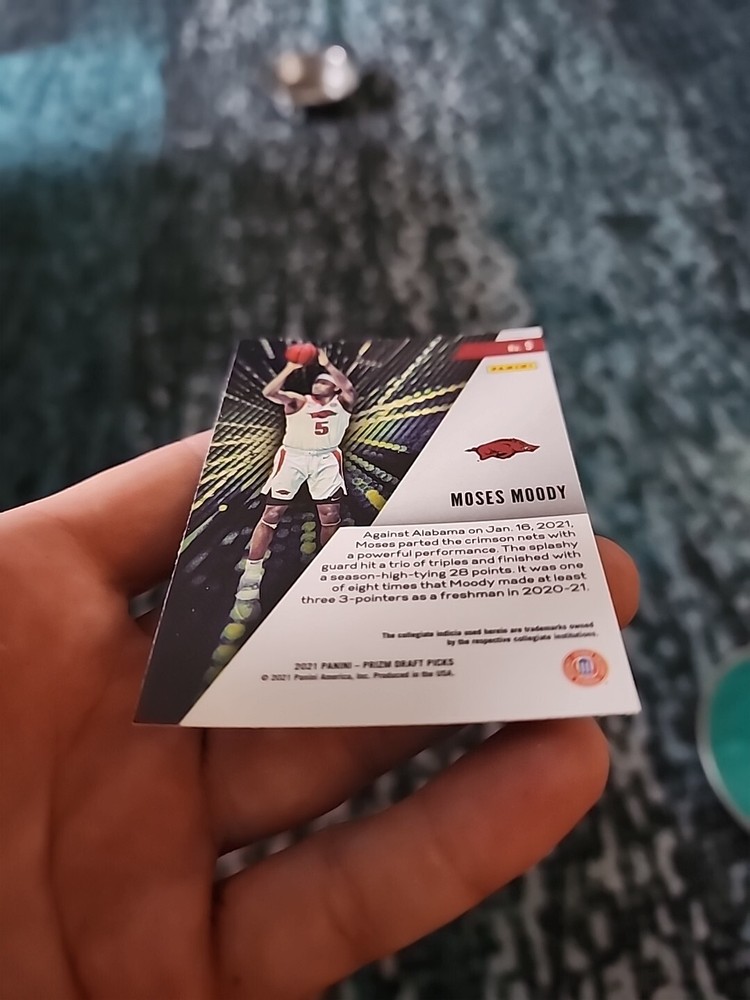 PANINI
5
MOSES MOODY
Against Alabama on Jan. 16, 2021,
Moses parted the crimson nets with
a powerful performance. The splashy
guard hit a trio of triples and finished with
a season-high-tying 28 points. It was one
of eight times that Moody made at least
three 3-pointers as a freshman in 2020-21.
The collegiate indicia used herein are trademarks owned
by the respective collegiate institutions.
2021 PANINI – PRIZM DRAFT PICKS
© 2021 Panini America, Inc. Produced in the USA.